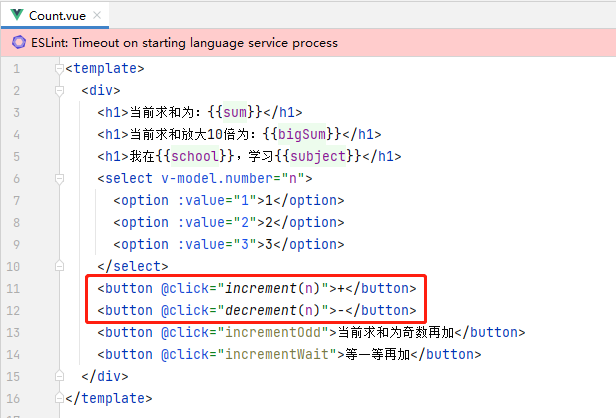 Count.vue
ESLint: Timeout on starting language service process
1 <template>
2 <div>
3 <h1>当前求和为：{{sum}}</h1>
4 <h1>当前求和放大10倍为：{{bigSum}}</h1>
5 <h1>我在{{school}}，学习{{subject}}</h1>
6 <select v-model.number="n">
7 <option :value="1">1</option>
8 <option :value="2">2</option>
9 <option :value="3">3</option>
10 </select>
11 <button @click="increment(n)">+</button>
12 <button @click="decrement(n)">-</button>
13 <button @click="incrementOdd">当前求和为奇数再加</button>
14 <button @click="incrementWait">等一等再加</button>
15 </div>
16 </template>